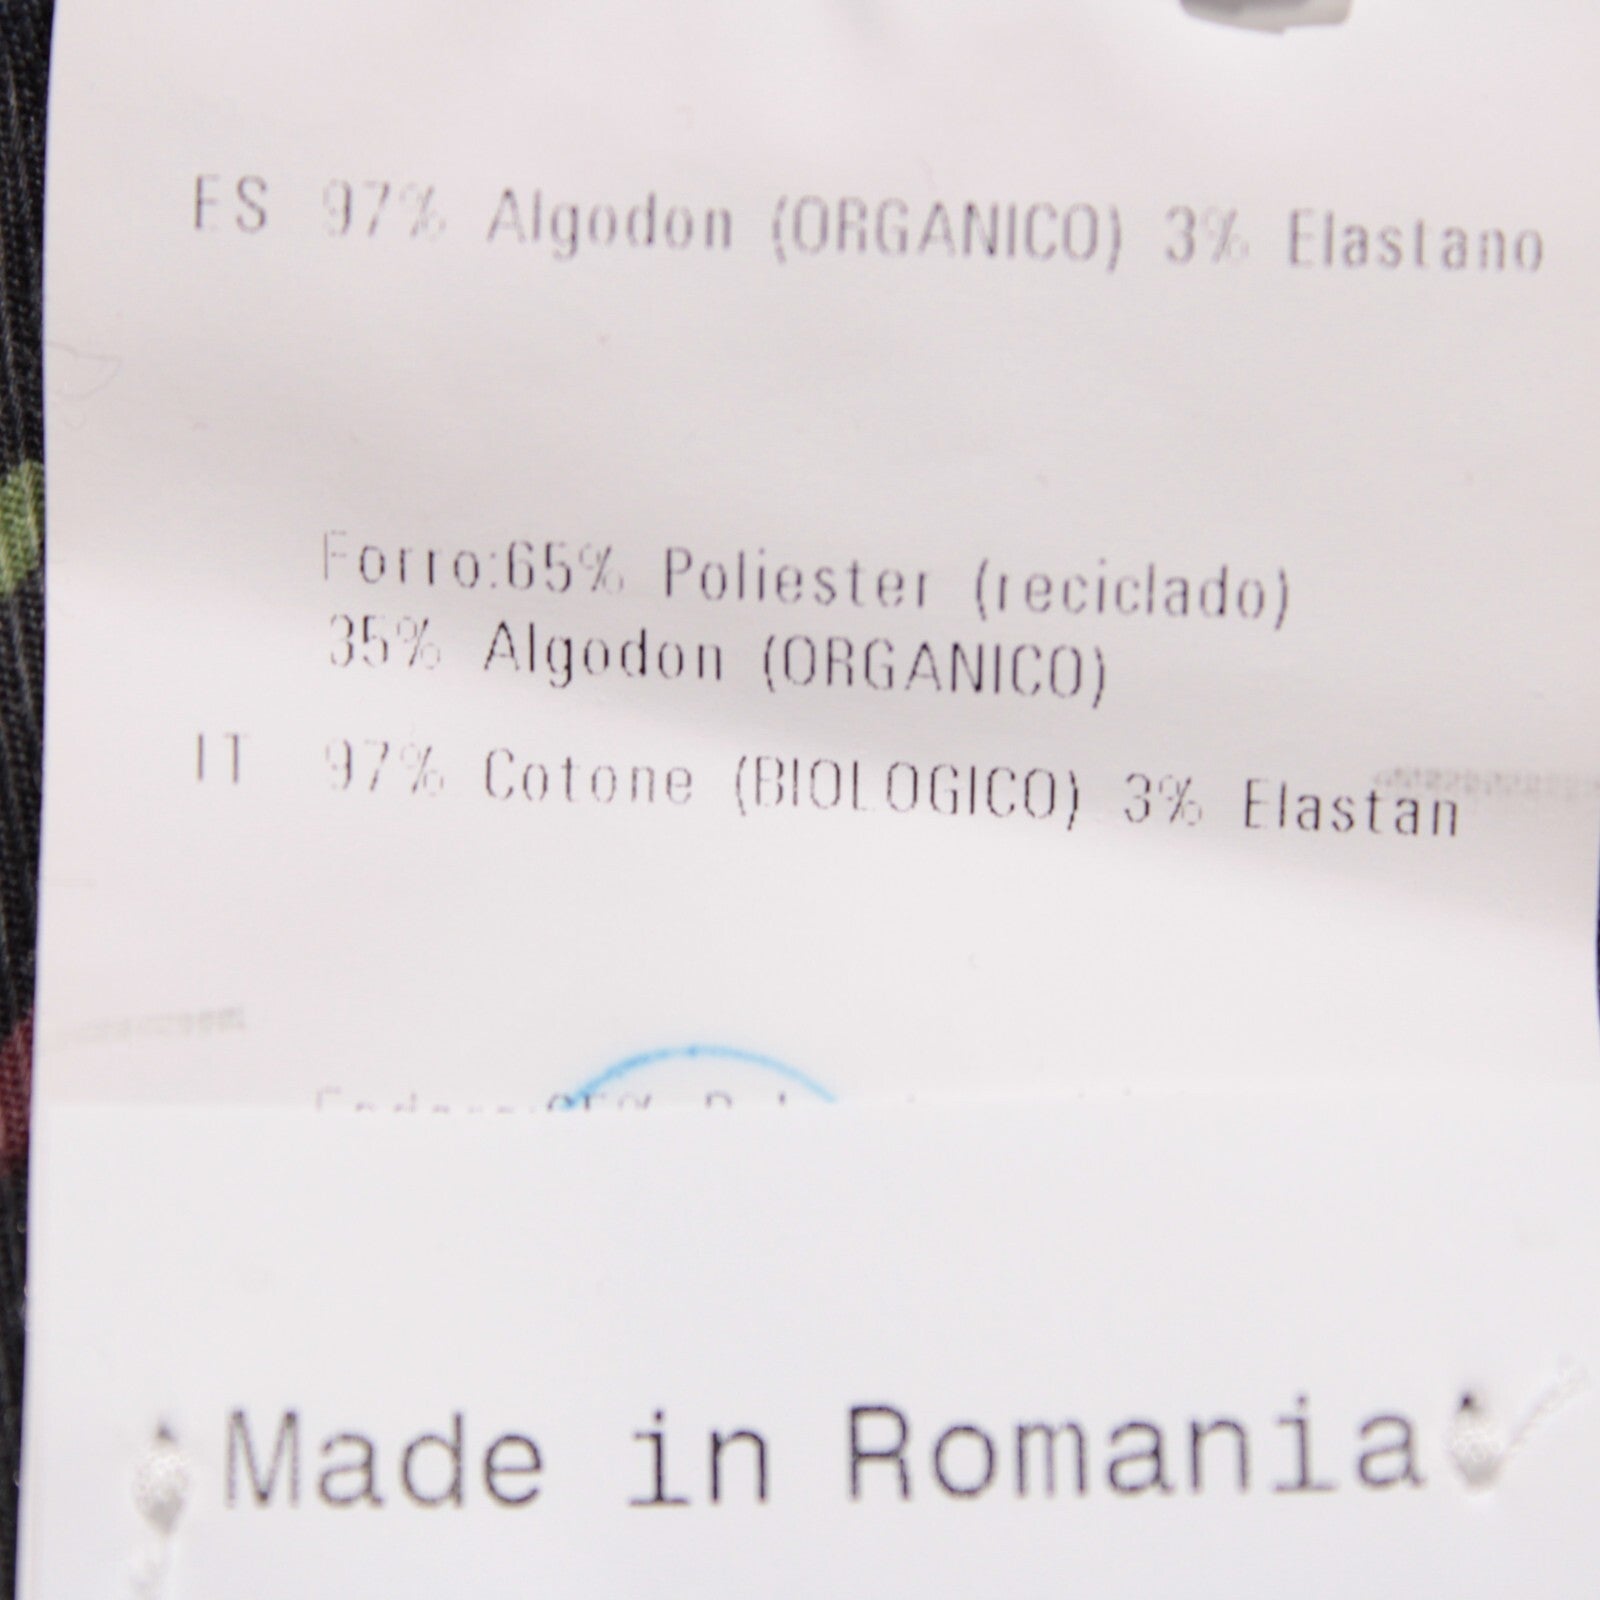 ES 97% Algodon (ORGANICO) 3% Elastano
Forro:65% Poliester (reciclado)
35% Algodon (ORGANICO)
IT 97% Cotone (BIOLOGICO) 3% Elastan
Made in Romania